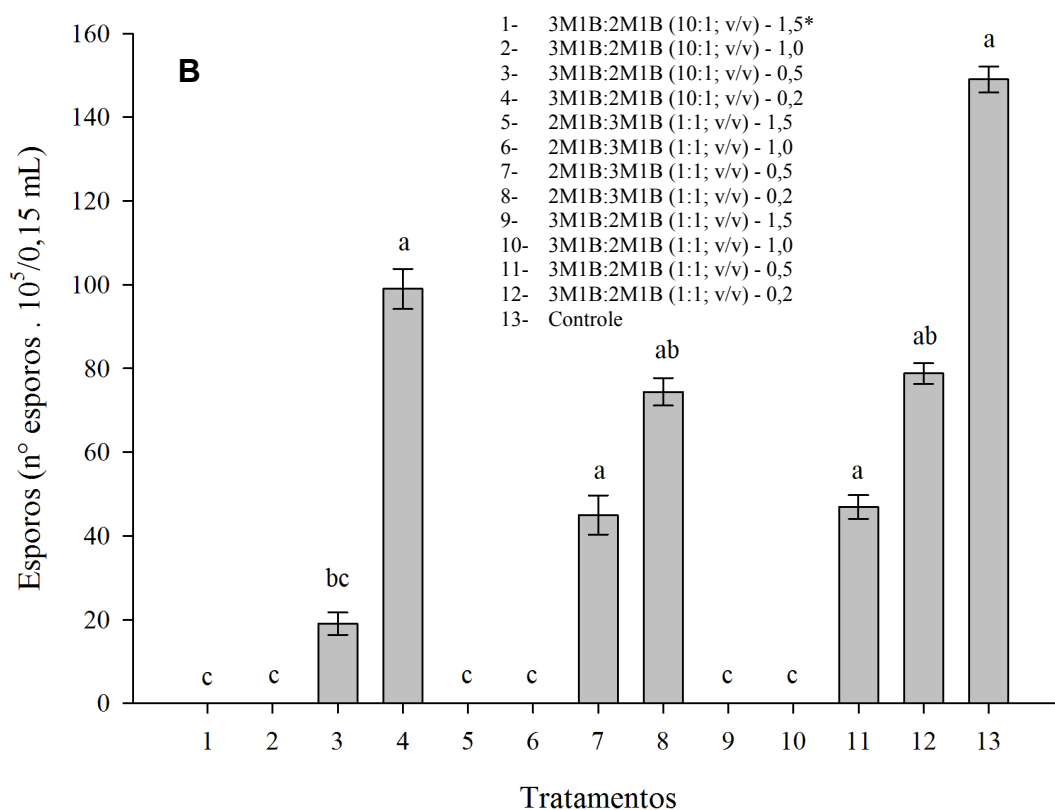 B
1- 3M1B:2M1B (10:1; v/v) - 1,5*
2- 3M1B:2M1B (10:1; v/v) - 1,0
3- 3M1B:2M1B (10:1; v/v) - 0,5
4- 3M1B:2M1B (10:1; v/v) - 0,2
5- 2M1B:3M1B (1:1; v/v) - 1,5
6- 2M1B:3M1B (1:1; v/v) - 1,0
7- 2M1B:3M1B (1:1; v/v) - 0,5
8- 2M1B:3M1B (1:1; v/v) - 0,2
9- 3M1B:2M1B (1:1; v/v) - 1,5
10- 3M1B:2M1B (1:1; v/v) - 1,0
11- 3M1B:2M1B (1:1; v/v) - 0,5
12- 3M1B:2M1B (1:1; v/v) - 0,2
13- Controle
Esporos (n° esporos . 10⁵/0,15 mL)
160
140
120
100
80
60
40
20
0
c c bc a c c a ab c c a ab a
1 2 3 4 5 6 7 8 9 10 11 12 13
Tratamentos